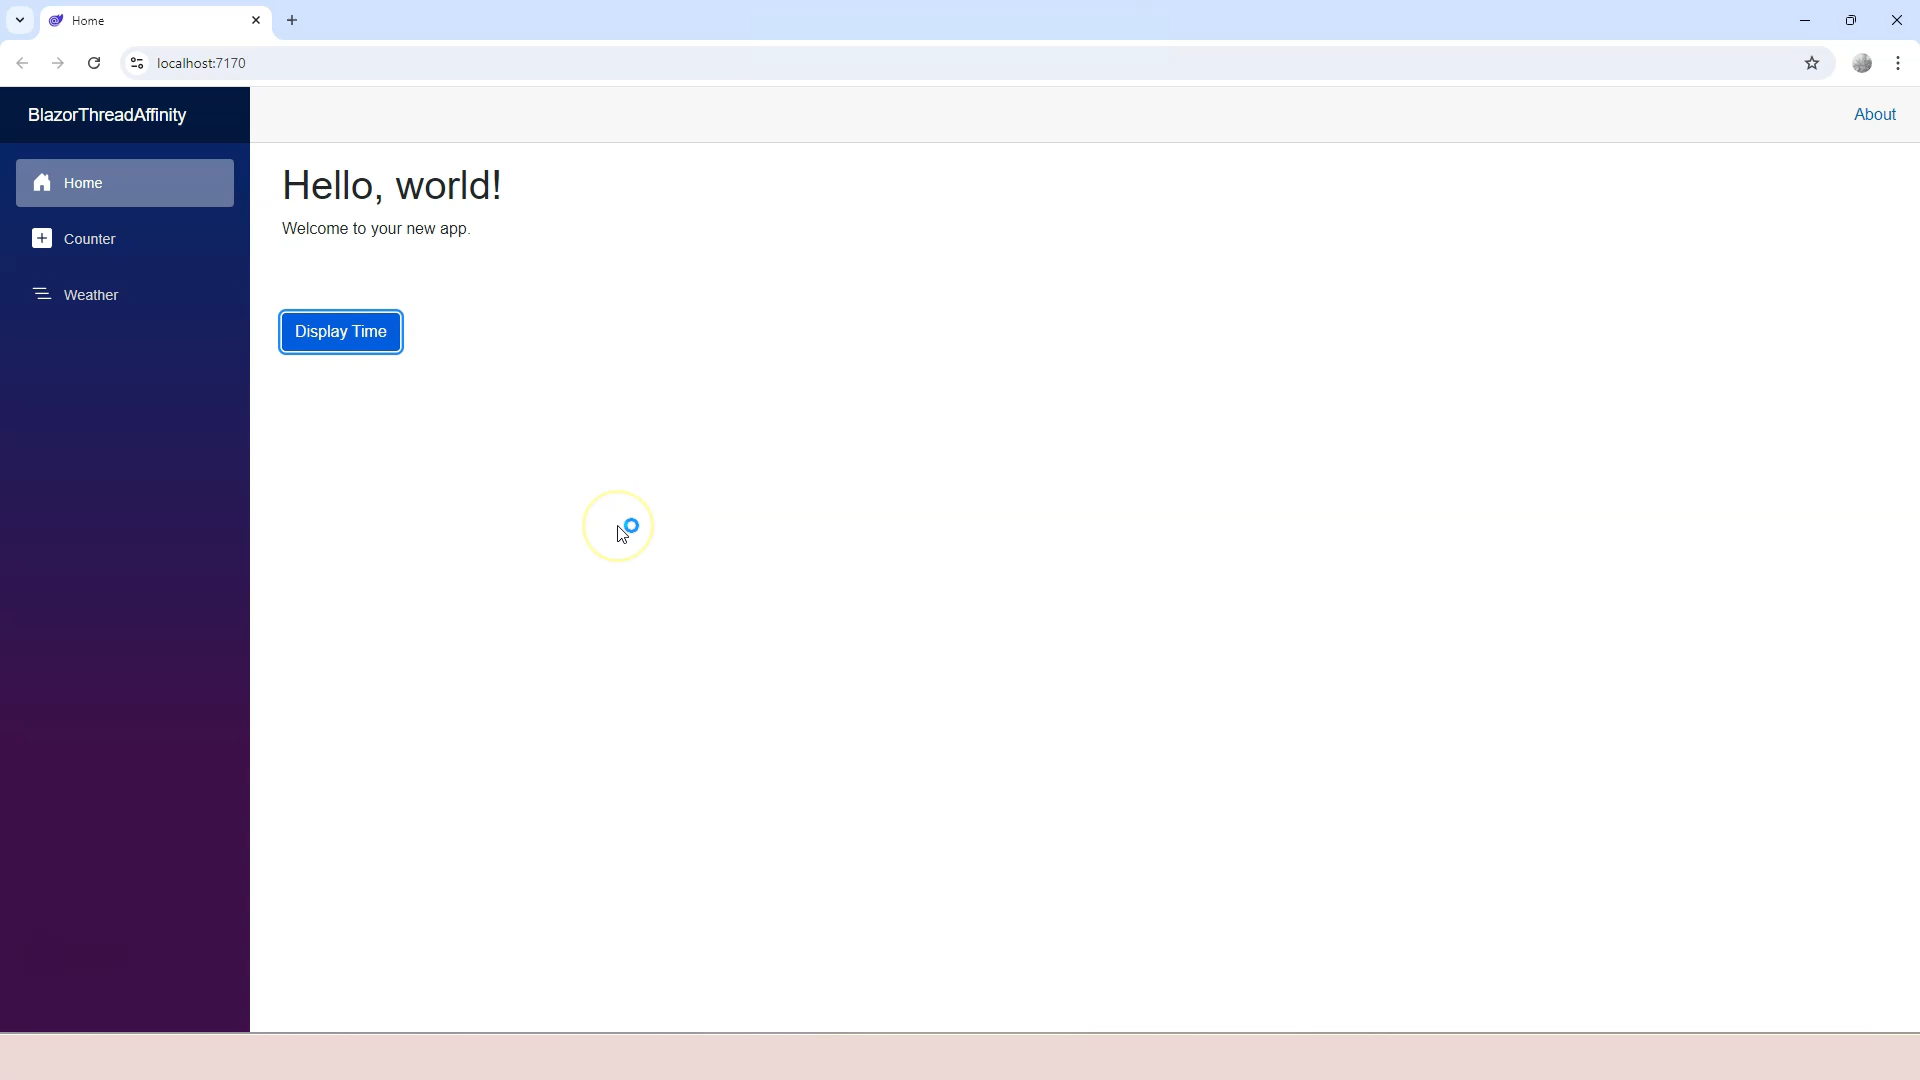 Home
localhost:7170
BlazorThreadAffinity
About
Home
Counter
Weather
Hello, world!
Welcome to your new app.
Display Time